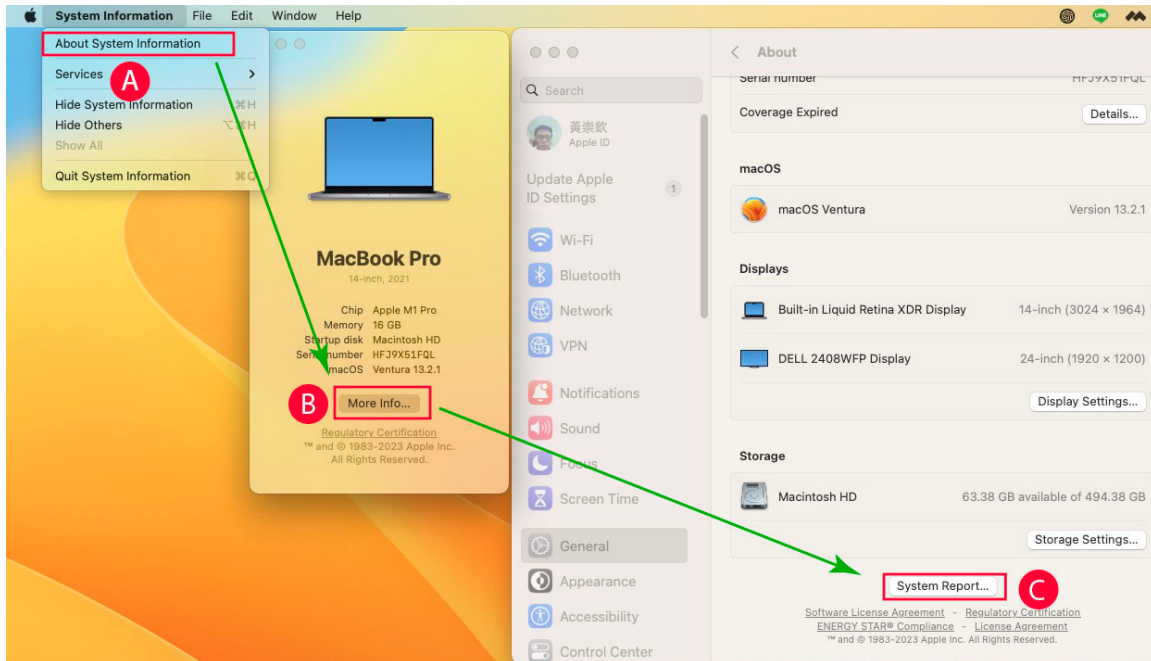 System Information File Edit Window Help
LINE
About System Information
Services
Hide System Information ⌘H
Hide Others ⌥⌘H
Show All
Quit System Information ⌘Q
A
MacBook Pro
14-inch, 2021
Chip Apple M1 Pro
Memory 16 GB
Startup disk Macintosh HD
Serial number HFJ9X51FQL
macOS Ventura 13.2.1
B
More Info...
Regulatory Certification
™ and © 1983-2023 Apple Inc.
All Rights Reserved.
Search
黃崇欽
Apple ID
Update Apple
ID Settings
1
Wi-Fi
Bluetooth
Network
VPN
Notifications
Sound
Focus
Screen Time
General
Appearance
Accessibility
Control Center
About
Serial number HFJ9X51FQL
Coverage Expired Details...
macOS
macOS Ventura Version 13.2.1
Displays
Built-in Liquid Retina XDR Display 14-inch (3024 × 1964)
DELL 2408WFP Display 24-inch (1920 × 1200)
Display Settings...
Storage
Macintosh HD 63.38 GB available of 494.38 GB
Storage Settings...
System Report...
C
Software License Agreement - Regulatory Certification
ENERGY STAR® Compliance - License Agreement
™ and © 1983-2023 Apple Inc. All Rights Reserved.